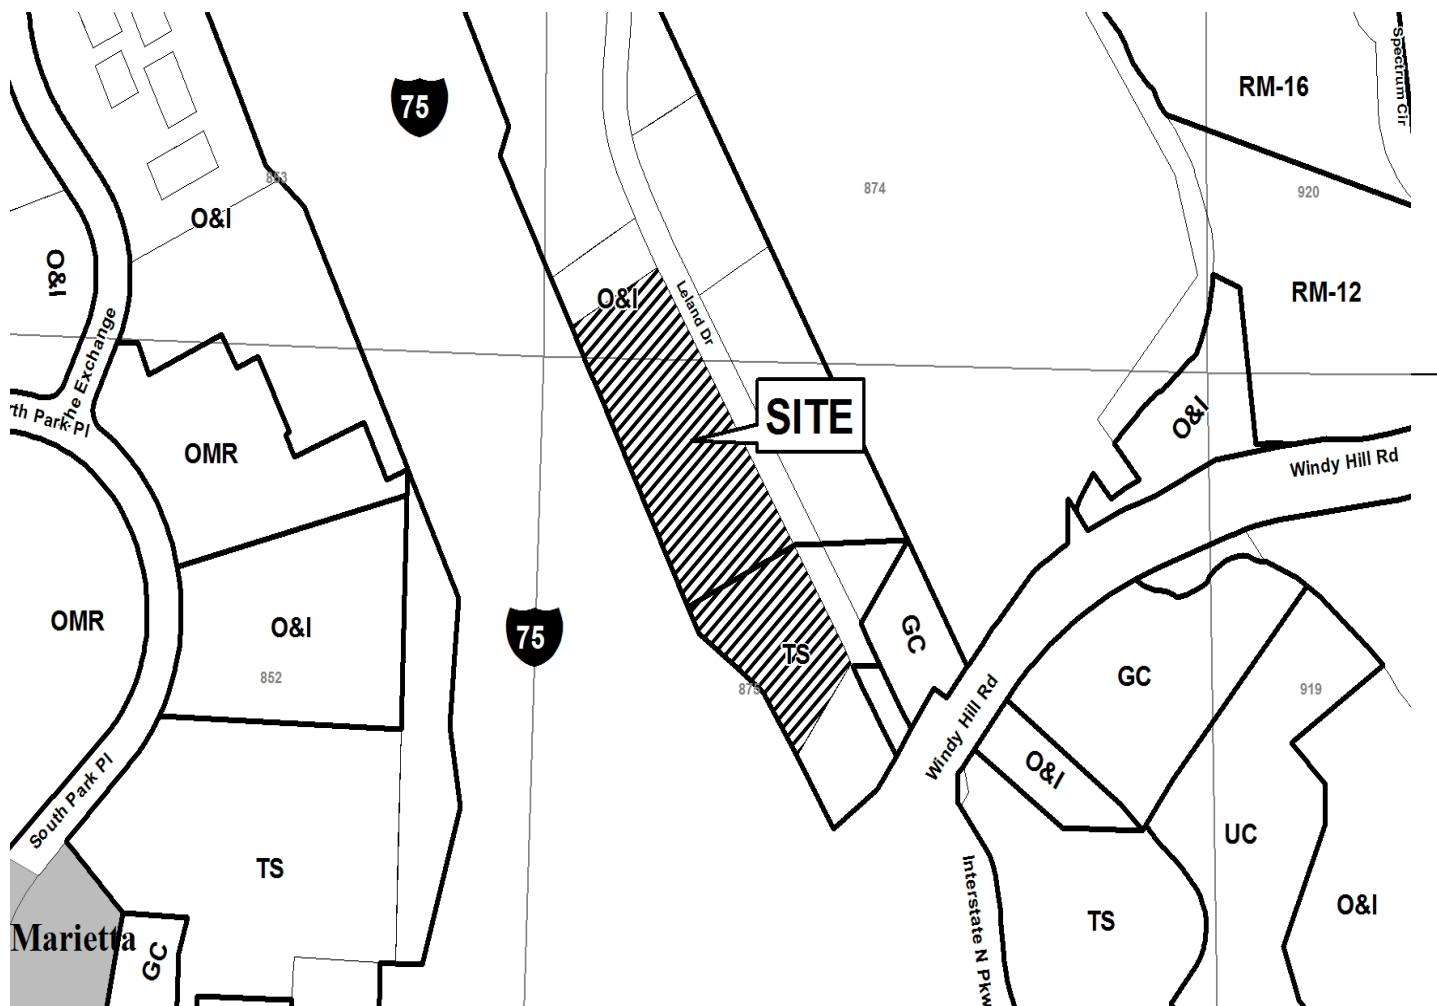 Spectrum Cir
RM-16
75
853
874
920
O&I
O&I
RM-12
O&I
Leland Dr
The Exchange
SITE
O&I
rth Park Pl
OMR
Windy Hill Rd
OMR
O&I
75
GC
TS
852
875
GC
919
Windy Hill Rd
O&I
South Park Pl
UC
TS
Interstate N Pkw
O&I
TS
Marietta
GC